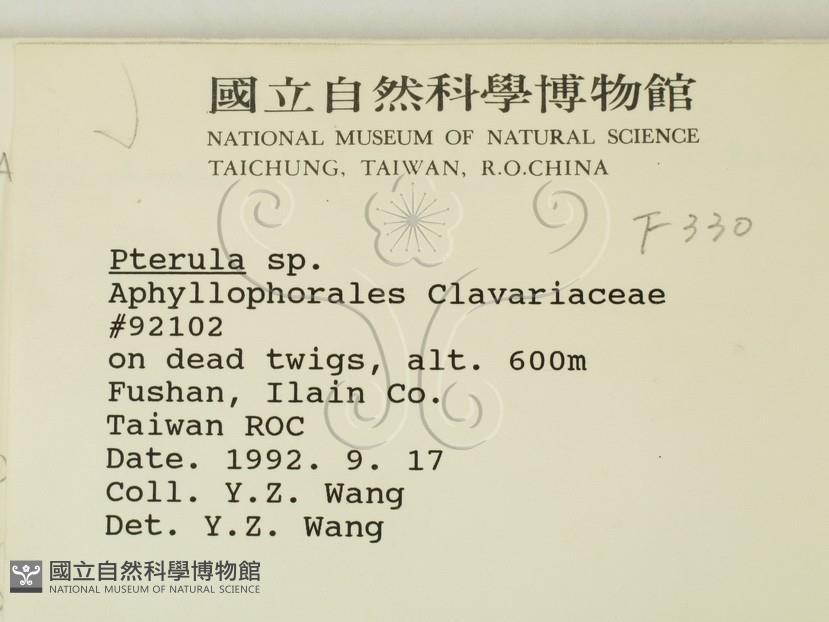 國立自然科學博物館
NATIONAL MUSEUM OF NATURAL SCIENCE
TAICHUNG, TAIWAN, R.O.CHINA
F330
Pterula sp.
Aphyllophorales Clavariaceae
#92102
on dead twigs, alt. 600m
Fushan, Ilain Co.
Taiwan ROC
Date. 1992. 9. 17
Coll. Y.Z. Wang
Det. Y.Z. Wang
國立自然科學博物館
NATIONAL MUSEUM OF NATURAL SCIENCE